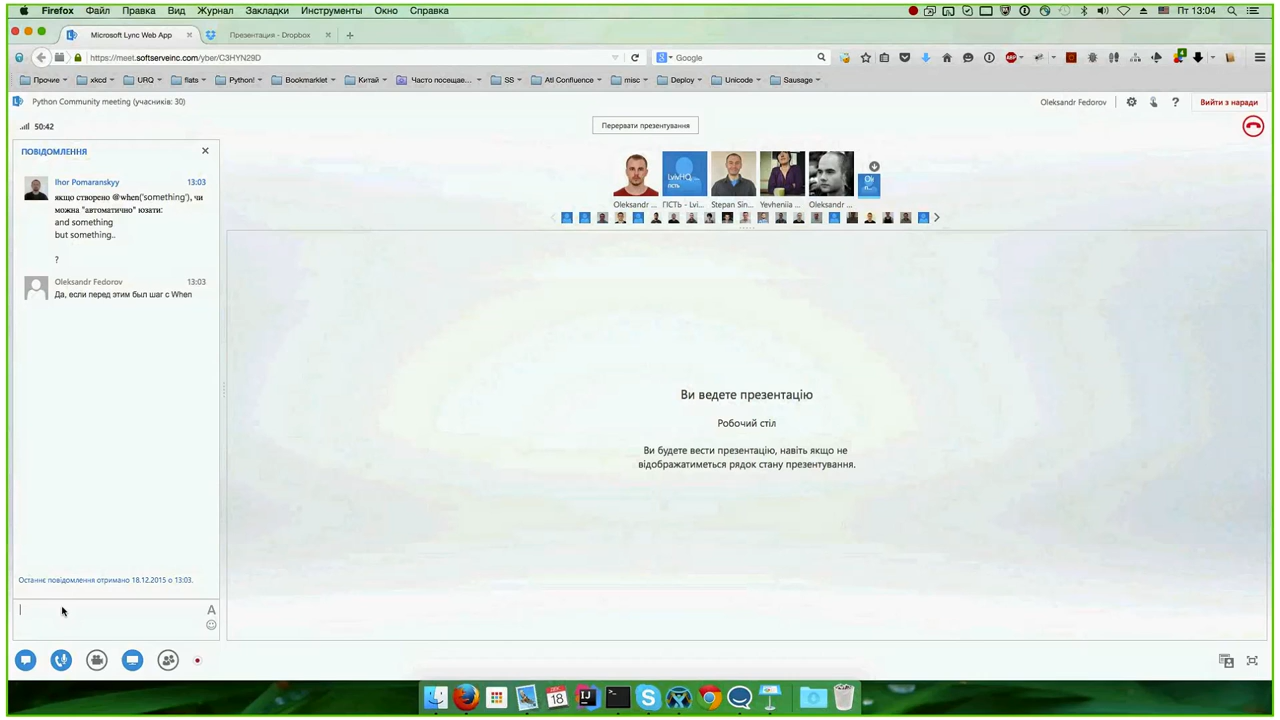 Firefox Файл Правка Вид Журнал Закладки Инструменты Окно Справка Пт 13:04
Microsoft Lync Web App Презентация - Dropbox
https://meet.softserveinc.com/yber/C3HYN29D Google
Прочие xkcd URQ flats Python! Bookmarklet Китай Часто посещае... SS Atl Confluence misc Deploy Unicode Sausage
Python Community meeting (учасників: 30) Oleksandr Fedorov ? Выйти з наради
50:42 Перервати презентування
ПОВІДОМЛЕННЯ
Ihor Pomaranskyy 13:03
якщо створено @when('something'), чи
можна "автоматично" юзати:
and something
but something..
?
Oleksandr Fedorov 13:03
Да, если перед этим был шаг с When
LvivHQ
гість
Oleksandr ... ГІСТЬ - Lvi... Stepan Sin... Yevheniia ... Oleksandr ...
Ви ведете презентацію
Робочий стіл
Ви будете вести презентацію, навіть якщо не
відображатиметься рядок стану презентування.
Останнє повідомлення отримано 18.12.2015 о 13:03.
A
18